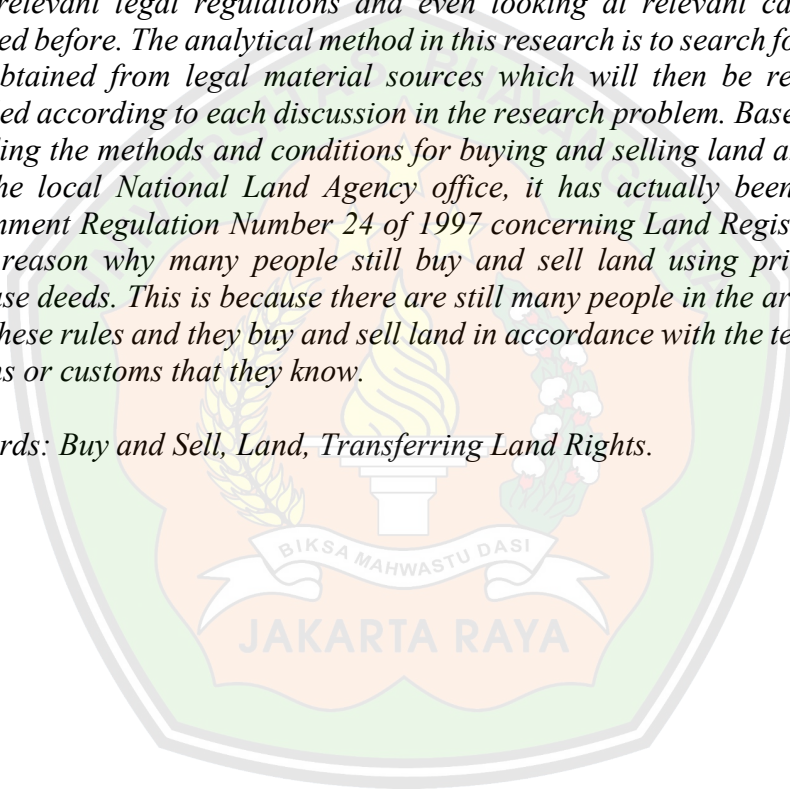 relevant legal regulations and even looking at relevant ca
ed before. The analytical method in this research is to search fo
btained from legal material sources which will then be re
ed according to each discussion in the research problem. Base
ing the methods and conditions for buying and selling land a
he local National Land Agency office, it has actually been
nment Regulation Number 24 of 1997 concerning Land Regis
reason why many people still buy and sell land using pri
use deeds. This is because there are still many people in the ar
hese rules and they buy and sell land in accordance with the te
ns or customs that they know.
rds: Buy and Sell, Land, Transferring Land Rights.
UNIVERSITAS BHAYANGKARA
BIKSA MAHWASTU DASI
JAKARTA RAYA